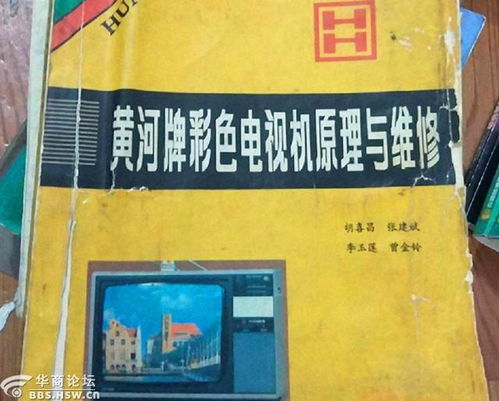 HUA
黄河牌彩色电视机原理与维修
胡喜昌 张建斌
李玉莲 曾金铃
华商论坛
BBS.HSW.CN